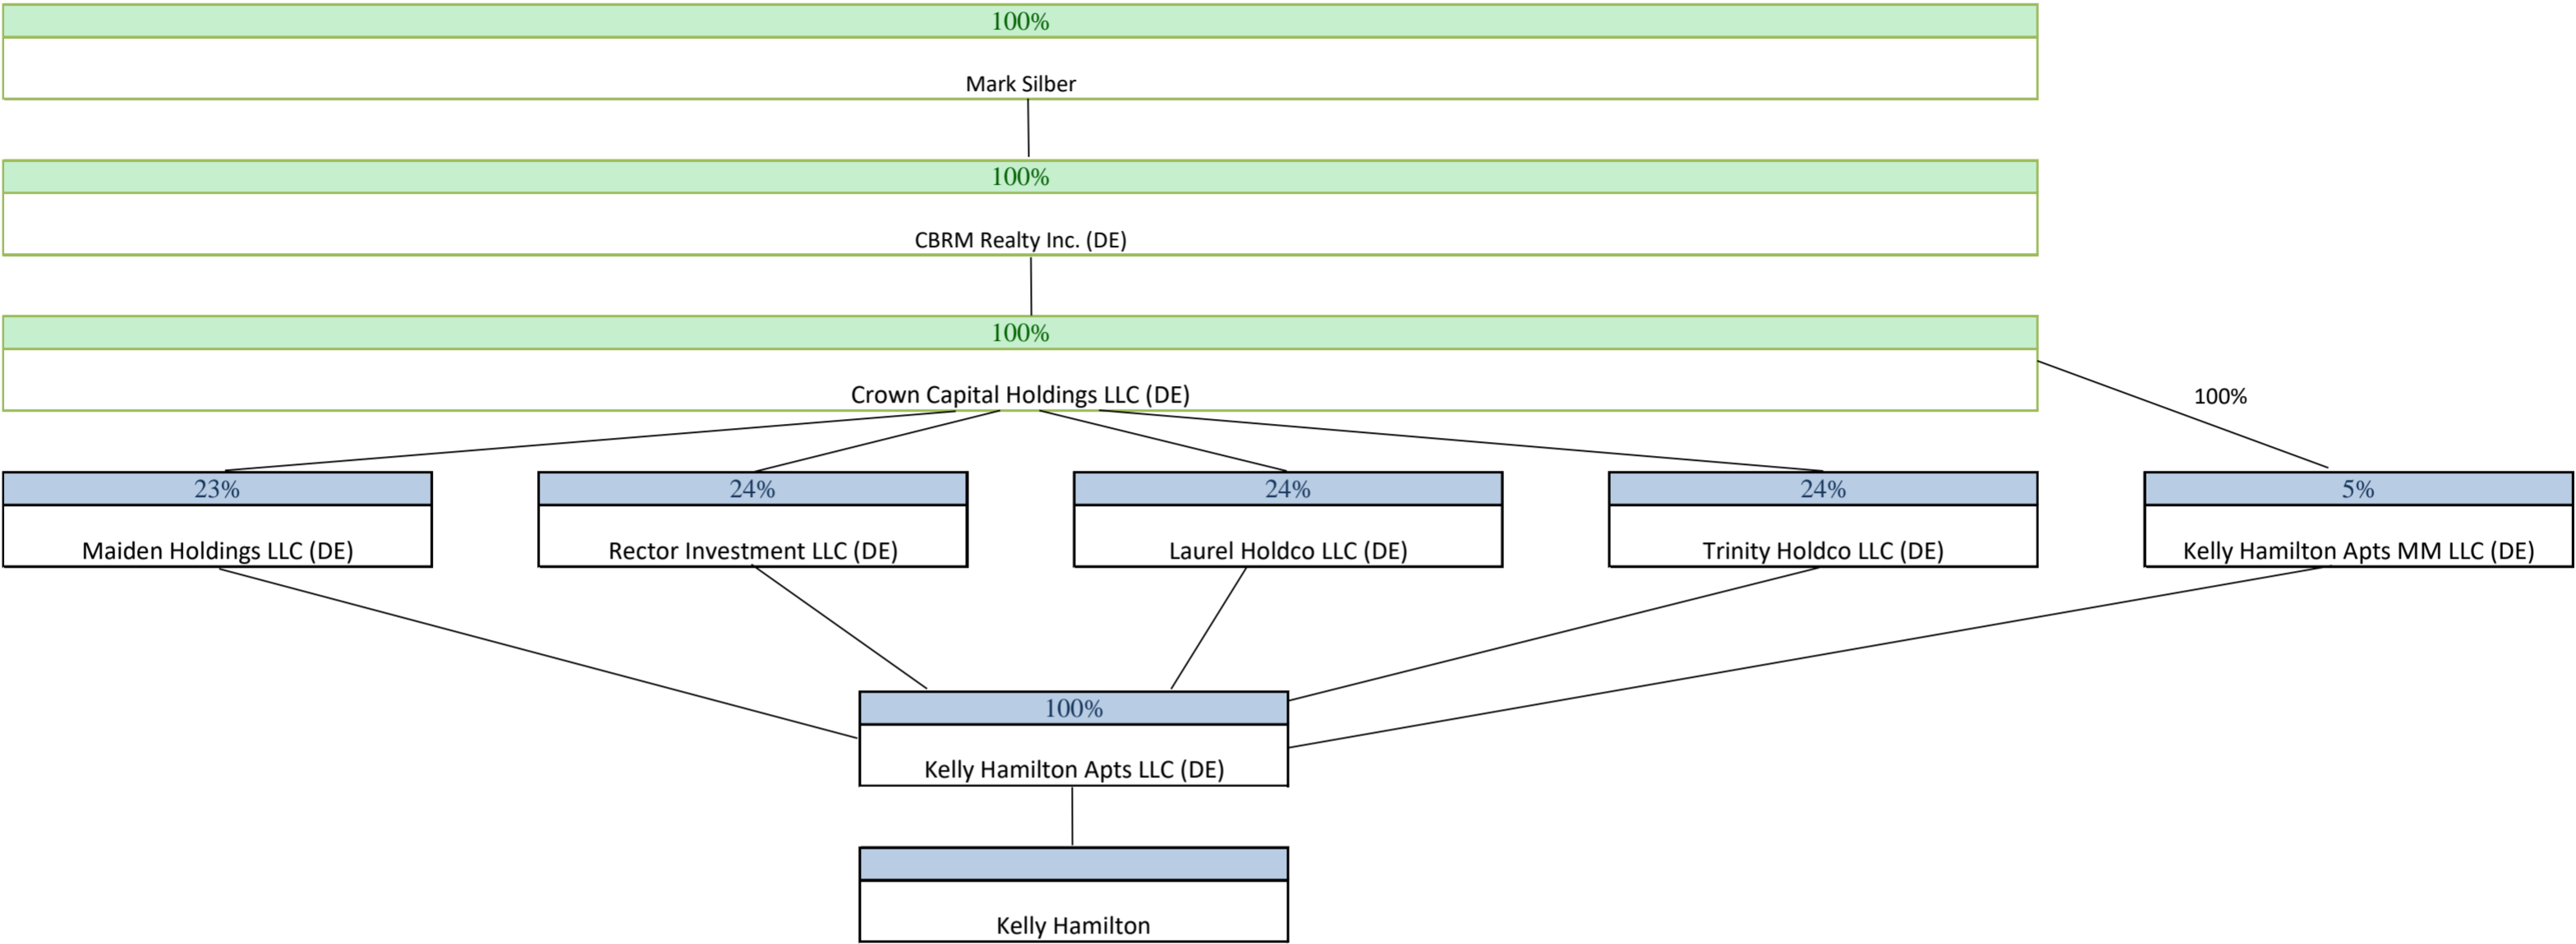 100%
Mark Silber
100%
CBRM Realty Inc. (DE)
100%
Crown Capital Holdings LLC (DE)
100%
23%
24%
24%
24%
5%
Maiden Holdings LLC (DE)
Rector Investment LLC (DE)
Laurel Holdco LLC (DE)
Trinity Holdco LLC (DE)
Kelly Hamilton Apts MM LLC (DE)
100%
Kelly Hamilton Apts LLC (DE)
Kelly Hamilton